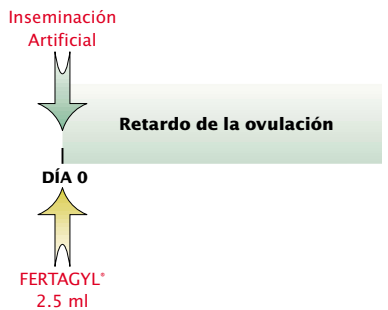 Inseminación
Artificial
Retardo de la ovulación
DÍA 0
FERTAGYL®
2.5 ml